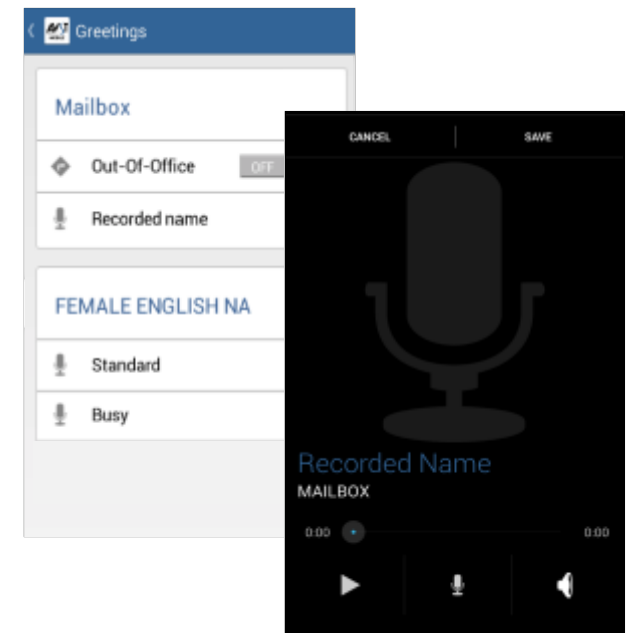 Greetings
Mailbox
Out-Of-Office OFF
Recorded name
FEMALE ENGLISH NA
Standard
Busy
CANCEL SAVE
Recorded Name
MAILBOX
0:00 0:00